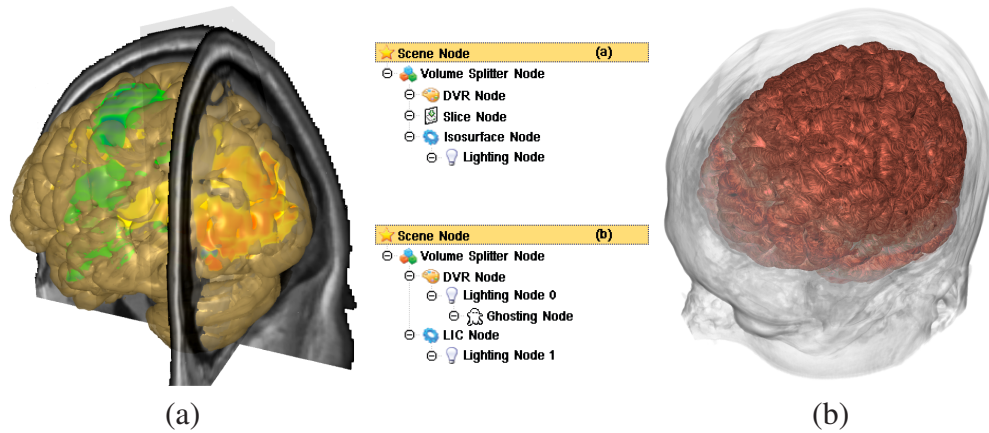 Scene Node (a)
Volume Splitter Node
DVR Node
Slice Node
Isosurface Node
Lighting Node
Scene Node (b)
Volume Splitter Node
DVR Node
Lighting Node 0
Ghosting Node
LIC Node
Lighting Node 1
(a) (b)